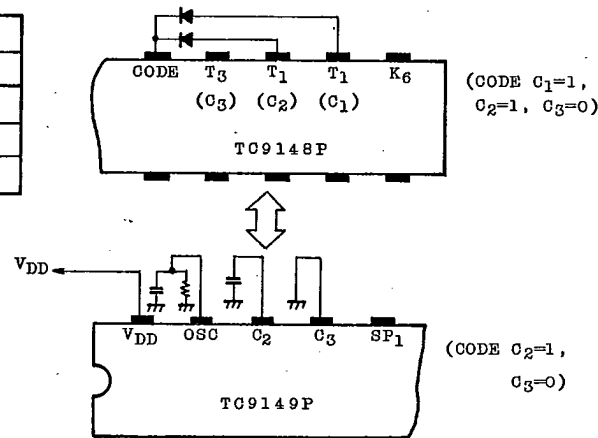 CODE T3 T1 T1 K6
(C3) (C2) (C1)
(CODE C1=1,
C2=1, C3=0)
TC9148P
VDD
VDD OSC C2 C3 SP1
(CODE C2=1,
C3=0)
TC9149P